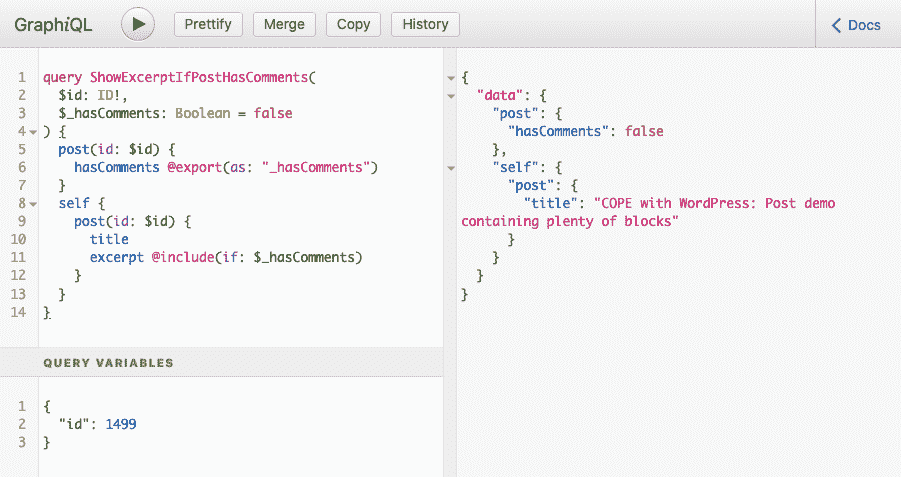 GraphiQL Prettify Merge Copy History Docs
1 query ShowExcerptIfPostHasComments(
2   $id: ID!,
3   $_hasComments: Boolean = false
4 ) {
5   post(id: $id) {
6     hasComments @export(as: "_hasComments")
7   }
8   self {
9     post(id: $id) {
10       title
11       excerpt @include(if: $_hasComments)
12     }
13   }
14 }
QUERY VARIABLES
1 {
2   "id": 1499
3 }
{
  "data": {
    "post": {
      "hasComments": false
    },
    "self": {
      "post": {
        "title": "COPE with WordPress: Post demo
containing plenty of blocks"
      }
    }
  }
}